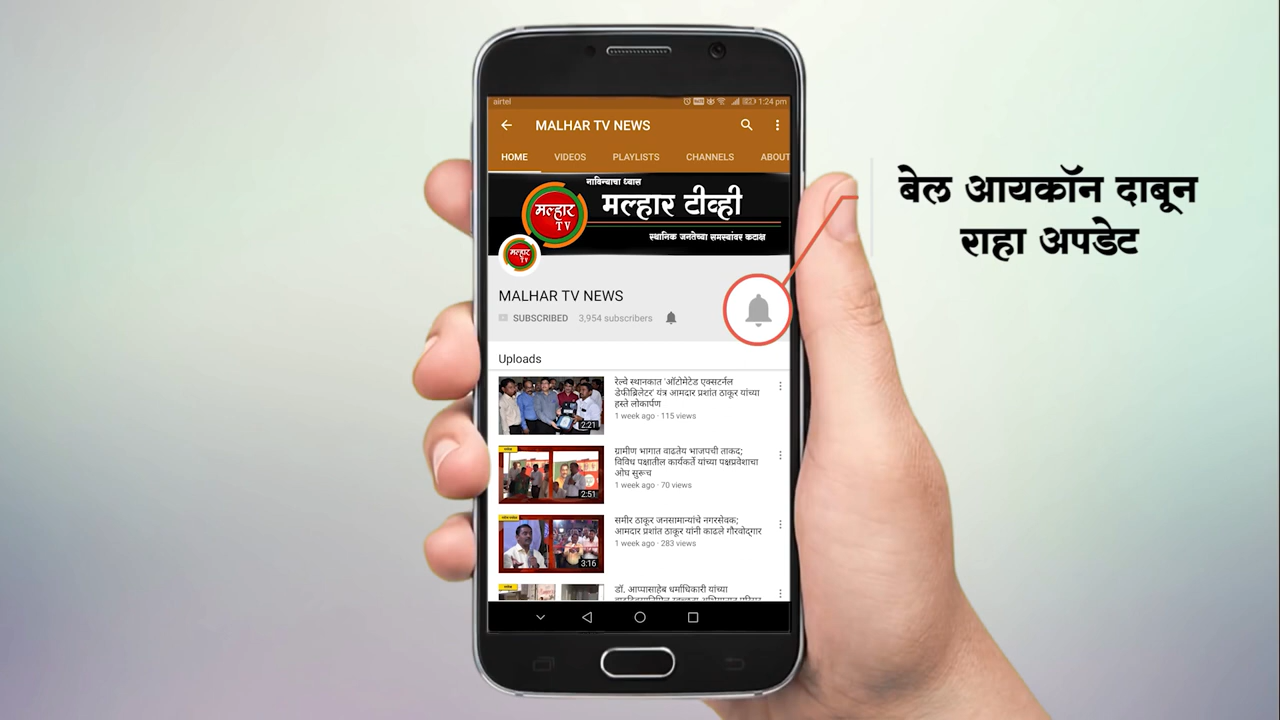 airtel 1:24 pm
MALHAR TV NEWS
HOME VIDEOS PLAYLISTS CHANNELS ABOUT
नाविन्याचा ध्यास
मल्हार टीव्ही
मल्हार
TV
स्थानिक जनतेच्या समस्यांवर कटाक्ष
मल्हार
TV
MALHAR TV NEWS
SUBSCRIBED 3,954 subscribers
Uploads
रेल्वे स्थानकात 'ऑटोमेटेड एक्सटर्नल
डेफीब्रिलेटर' यंत्र आमदार प्रशांत ठाकूर यांच्या
हस्ते लोकार्पण
1 week ago · 115 views
2:21
ग्रामीण भागात वाढतेय भाजपची ताकद;
विविध पक्षातील कार्यकर्ते यांच्या पक्षप्रवेशाचा
ओघ सुरूच
1 week ago · 70 views
2:51
समीर ठाकूर जनसामान्यांचे नगरसेवक;
आमदार प्रशांत ठाकूर यांनी काढले गौरवोद्गार
1 week ago · 283 views
3:16
डॉ. आप्पासाहेब धर्माधिकारी यांच्या
बेल आयकॉन दाबून
राहा अपडेट